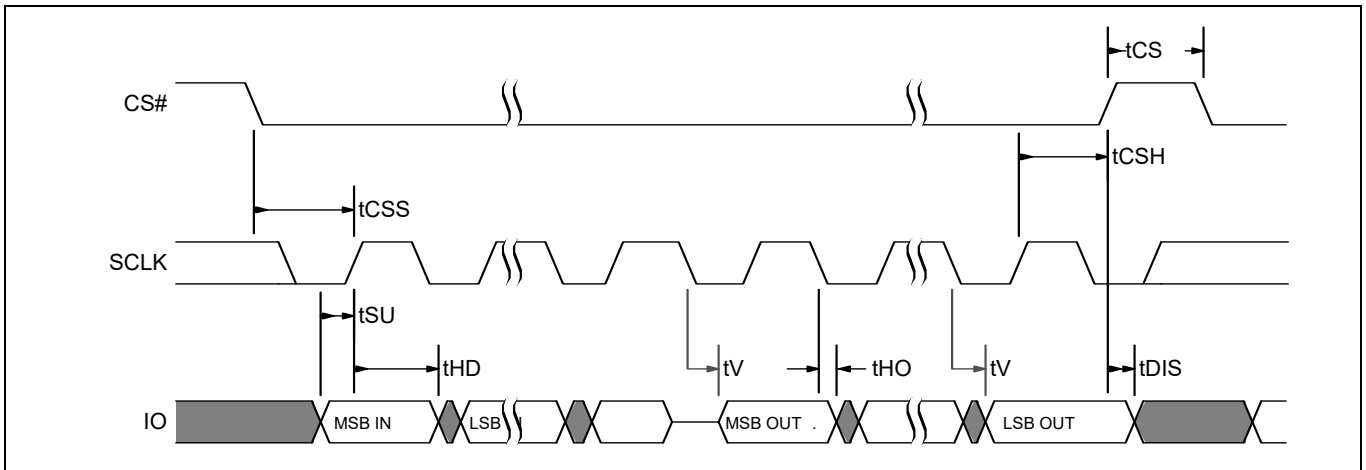 tCS
CS#
tCSH
tCSS
SCLK
tSU
tHD
tV
tHO
tV
tDIS
IO
MSB IN
LSB
MSB OUT .
LSB OUT